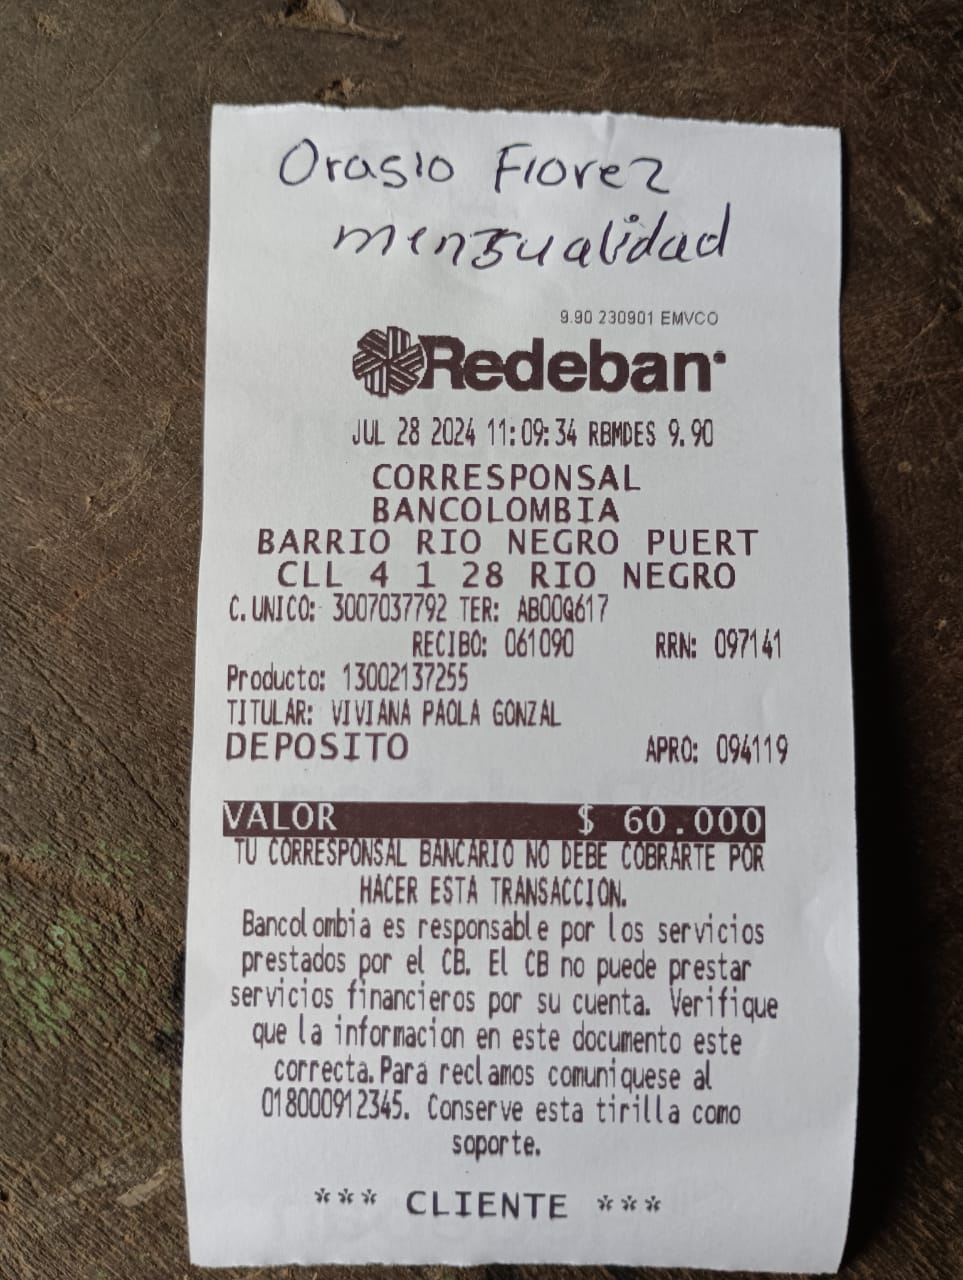 Orasio Florez
mensualidad
9.90 230901 EMVCO
Redeban
JUL 28 2024 11:09:34 RBMDES 9.90
CORRESPONSAL
BANCOLOMBIA
BARRIO RIO NEGRO PUERT
CLL 4 1 28 RIO NEGRO
C.UNICO: 3007037792 TER: AB00Q617
RECIBO: 061090 RRN: 097141
Producto: 13002137255
TITULAR: VIVIANA PAOLA GONZAL
DEPOSITO APRO: 094119
VALOR $ 60.000
TU CORRESPONSAL BANCARIO NO DEBE COBRARTE POR
HACER ESTA TRANSACCION.
Bancolombia es responsable por los servicios
prestados por el CB. El CB no puede prestar
servicios financieros por su cuenta. Verifique
que la informacion en este documento este
correcta.Para reclamos comuniquese al
018000912345. Conserve esta tirilla como
soporte.
*** CLIENTE ***